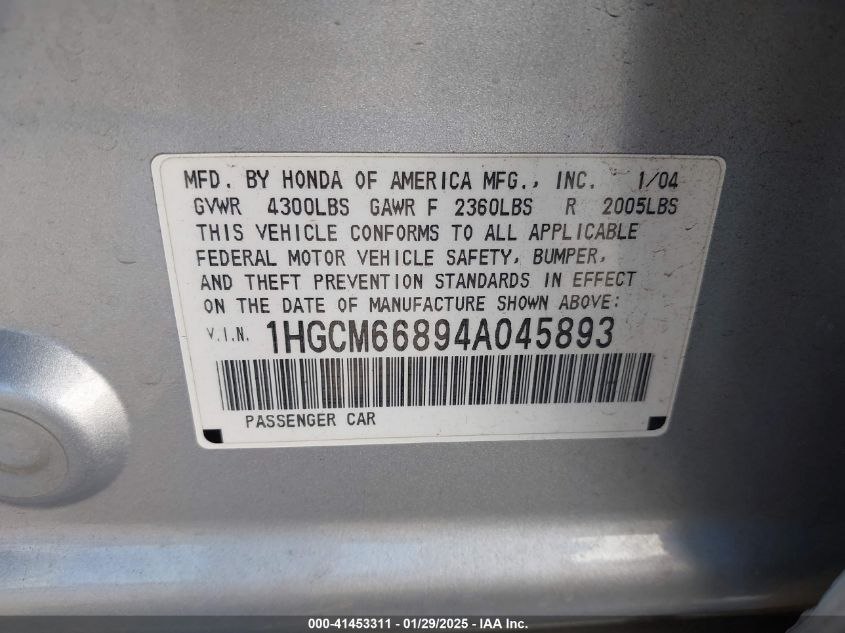 MFD. BY HONDA OF AMERICA MFG., INC. 1/04
GVWR 4300LBS GAWR F 2360LBS R 2005LBS
THIS VEHICLE CONFORMS TO ALL APPLICABLE
FEDERAL MOTOR VEHICLE SAFETY, BUMPER,
AND THEFT PREVENTION STANDARDS IN EFFECT
ON THE DATE OF MANUFACTURE SHOWN ABOVE:
V.I.N. 1HGCM66894A045893
PASSENGER CAR
000-41453311 - 01/29/2025 - IAA Inc.